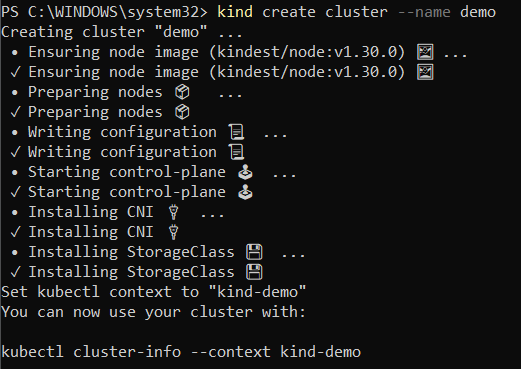 PS C:\WINDOWS\system32> kind create cluster --name demo
Creating cluster "demo" ...
• Ensuring node image (kindest/node:v1.30.0) 🖼 ...
✓ Ensuring node image (kindest/node:v1.30.0) 🖼
• Preparing nodes 📦 ...
✓ Preparing nodes 📦
• Writing configuration 📜 ...
✓ Writing configuration 📜
• Starting control-plane 🕹 ...
✓ Starting control-plane 🕹
• Installing CNI 🔌 ...
✓ Installing CNI 🔌
• Installing StorageClass 💾 ...
✓ Installing StorageClass 💾
Set kubectl context to "kind-demo"
You can now use your cluster with:
kubectl cluster-info --context kind-demo